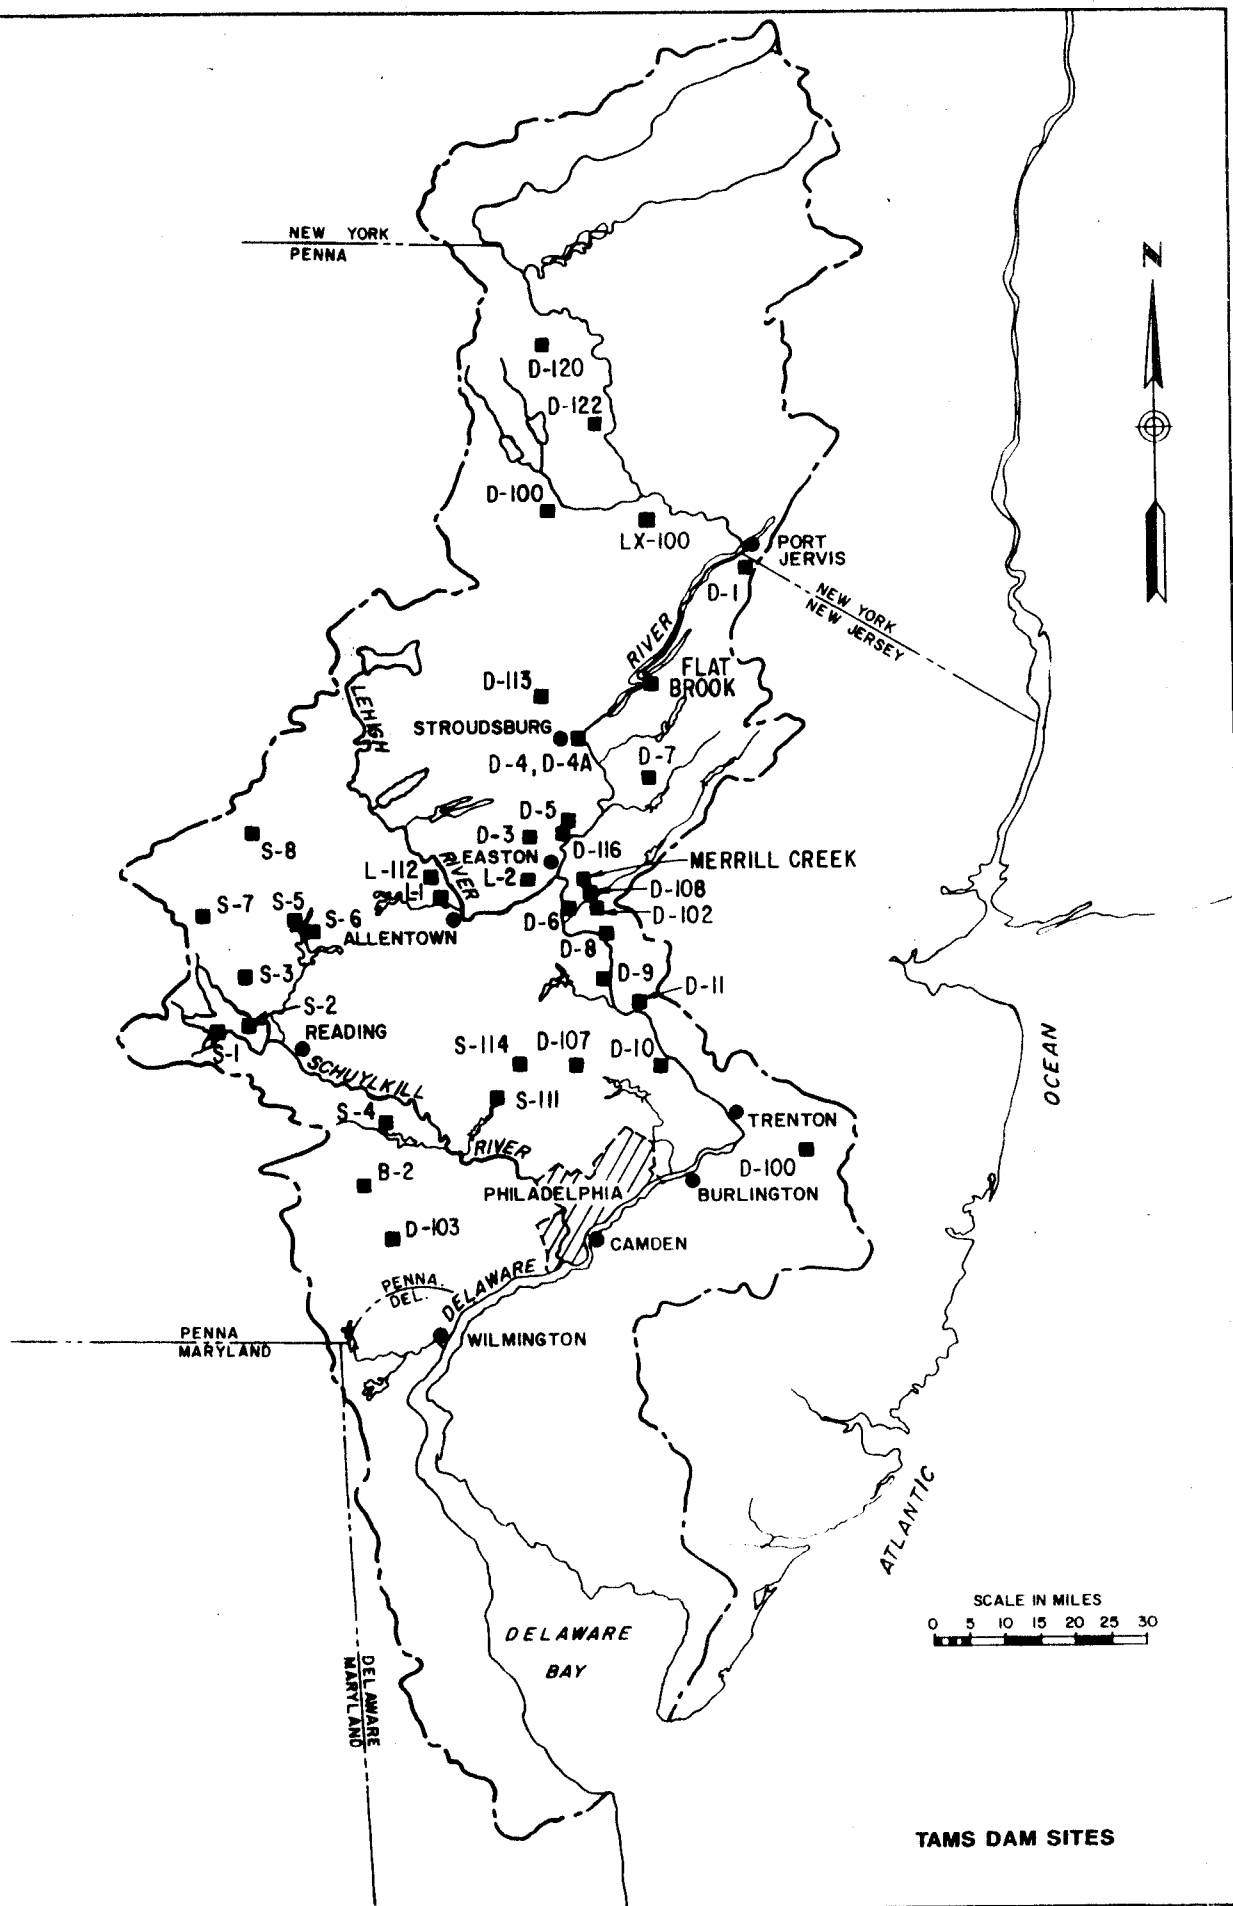 NEW YORK
PENNA
N
D-120
D-122
D-100
LX-100
PORT
JERVIS
D-1
NEW YORK
NEW JERSEY
RIVER
FLAT
BROOK
LEHIGH
D-113
STROUDSBURG
D-4, D-4A
D-7
D-5
D-3
D-116
S-8
EASTON
MERRILL CREEK
L-112
RIVER
L-2
D-108
L-1
S-7
S-5
S-6
D-6
D-102
ALLENTOWN
D-8
S-3
D-9
D-11
S-2
READING
S-1
S-114
D-107
D-10
OCEAN
SCHUYLKILL
S-111
S-4
TRENTON
RIVER
D-100
B-2
PHILADELPHIA
BURLINGTON
D-103
CAMDEN
PENNA.
DEL.
DELAWARE
PENNA
MARYLAND
WILMINGTON
ATLANTIC
SCALE IN MILES
0 5 10 15 20 25 30
DELAWARE
BAY
DELAWARE
MARYLAND
TAMS DAM SITES